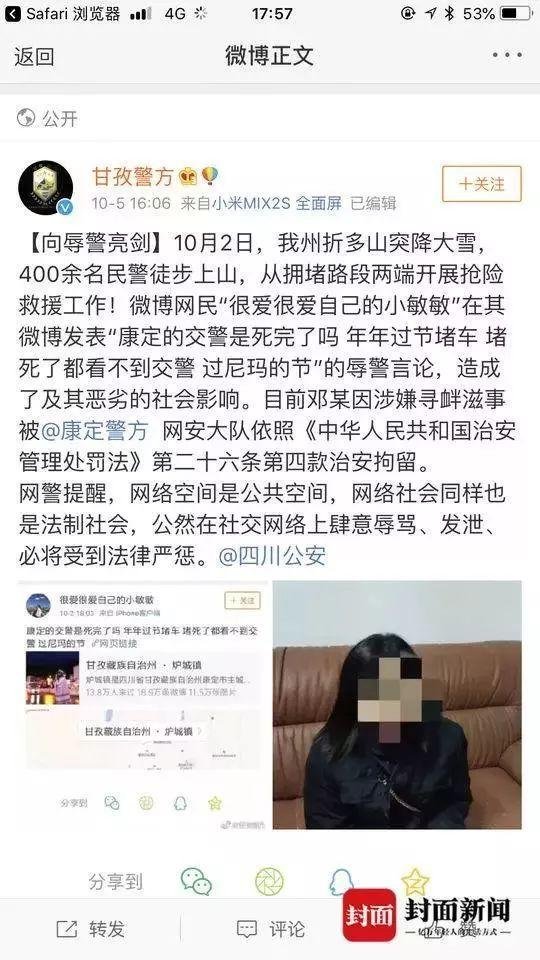 Safari 浏览器 4G 17:57 53%
返回 微博正文
公开
甘孜警方
10-5 16:06 来自小米MIX2S 全面屏 已编辑
＋关注
【向辱警亮剑】10月2日，我州折多山突降大雪，
400余名民警徒步上山，从拥堵路段两端开展抢险
救援工作！微博网民“很爱很爱自己的小敏敏”在其
微博发表“康定的交警是死完了吗 年年过节堵车 堵
死了都看不到交警 过尼玛的节”的辱警言论，造成
了及其恶劣的社会影响。目前邓某因涉嫌寻衅滋事
被@康定警方 网安大队依照《中华人民共和国治安
管理处罚法》第二十六条第四款治安拘留。
网警提醒，网络空间是公共空间，网络社会同样也
是法制社会，公然在社交网络上肆意辱骂、发泄、
必将受到法律严惩。@四川公安
很爱很爱自己的小敏敏
＋关注
10-2 18:03 来自 iPhone客户端
康定的交警是死完了吗 年年过节堵车 堵死了都看不到交
警 过尼玛的节 网页链接
甘孜藏族自治州 · 炉城镇
炉城镇是四川省甘孜藏族自治州康定市主城...
甘孜藏族自治州 · 炉城镇
分享到
分享到
转发 评论 赞
封面 封面新闻
亿万年轻人的生活方式